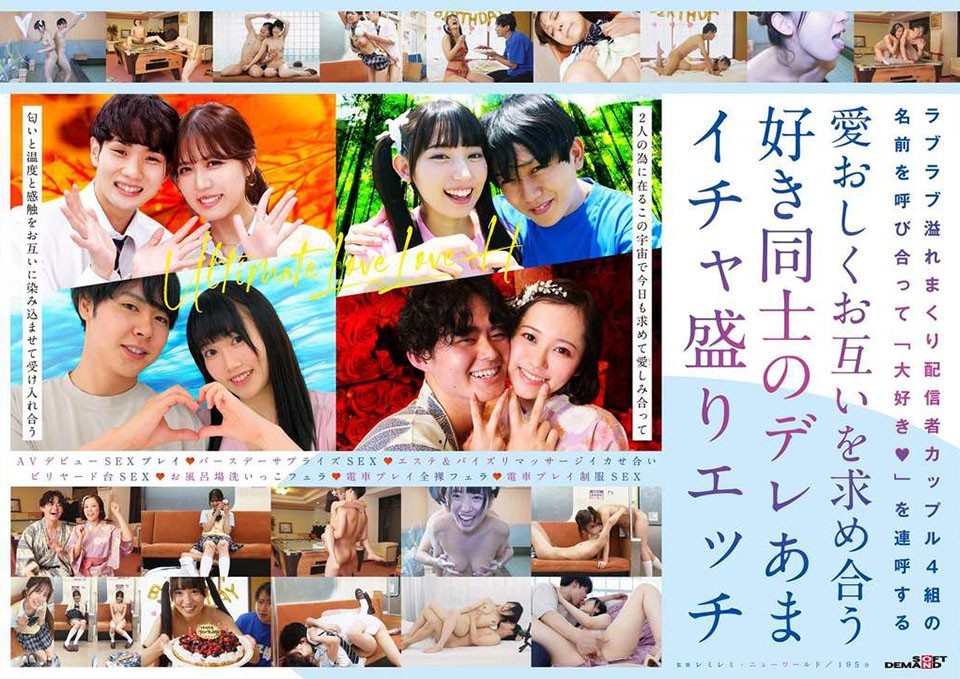 ラブラブ溢れまくり配信者カップル4組の
名前を呼び合って「大好き♥」を連呼する
愛おしくお互いを求め合う
好き同士のデレあま
イチャ盛りエッチ
2人の為に在るこの宇宙で今日も求めて愛しみ合って
匂いと温度と感触をお互いに染み込ませて受け入れ合う
Ultimate Love Love H
AVデビューSEXプレイ♥バースデーサプライズSEX♥エステ&パイズリマッサージイカせ合い
ビリヤード台SEX♥お風呂場洗いっこフェラ♥電車プレイ全裸フェラ♥電車プレイ制服SEX
監督 レミレミ・ニューワールド/195分
SOFT ON DEMAND